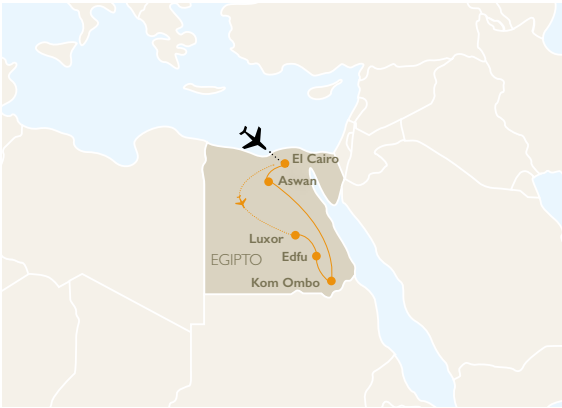 El Cairo
Aswan
Luxor
Edfu
EGIPTO
Kom Ombo